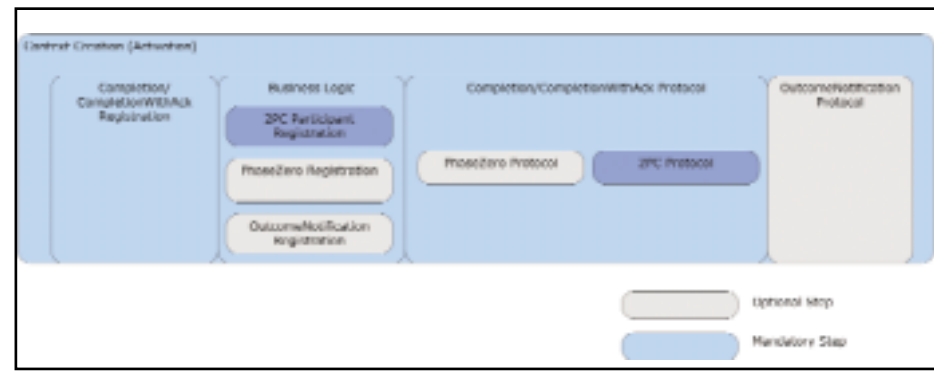 Context Creation (Activation)
Completion/
CompletionWithAck
Registration
Business Logic
2PC Participant
Registration
PhaseZero Registration
OutcomeNotification
Registration
Completion/CompletionWithAck Protocol
PhaseZero Protocol
2PC Protocol
OutcomeNotification
Protocol
Optional Step
Mandatory Step